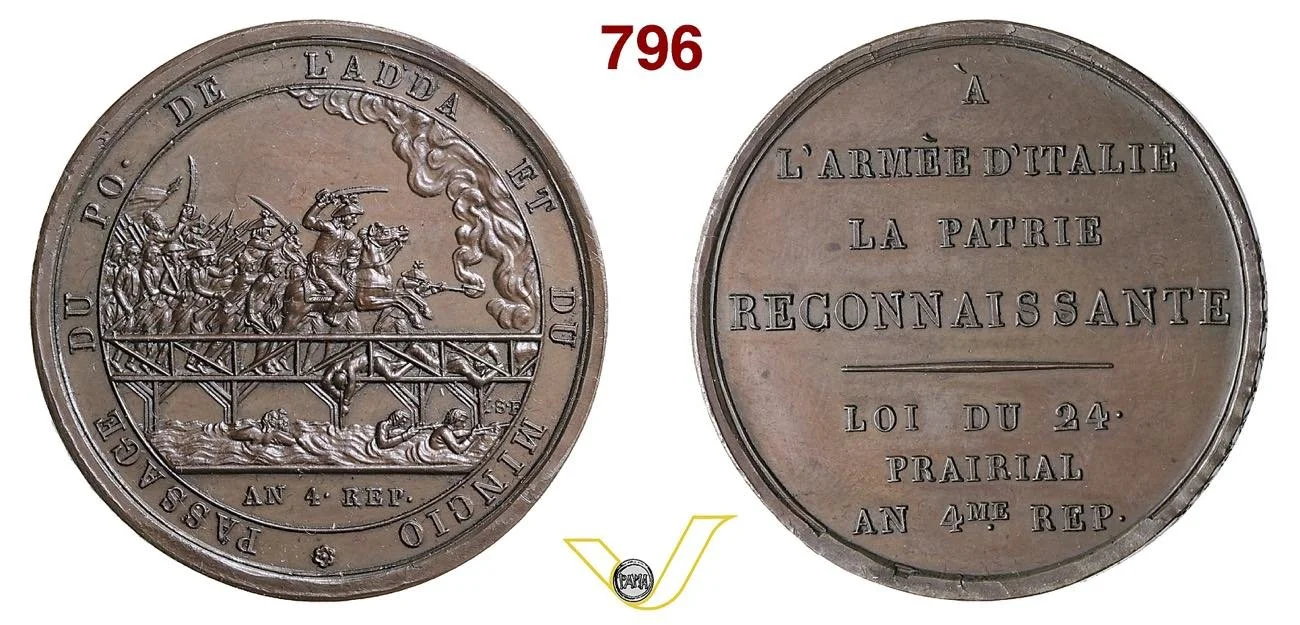 796
PASSAGE DU PO. DE L'ADDA ET DU MINCIO
I.S.F
AN 4. REP.
À
L'ARMÈE D'ITALIE
LA PATRIE
RECONNAISSANTE
LOI DU 24.
PRAIRIAL
AN 4ME REP.